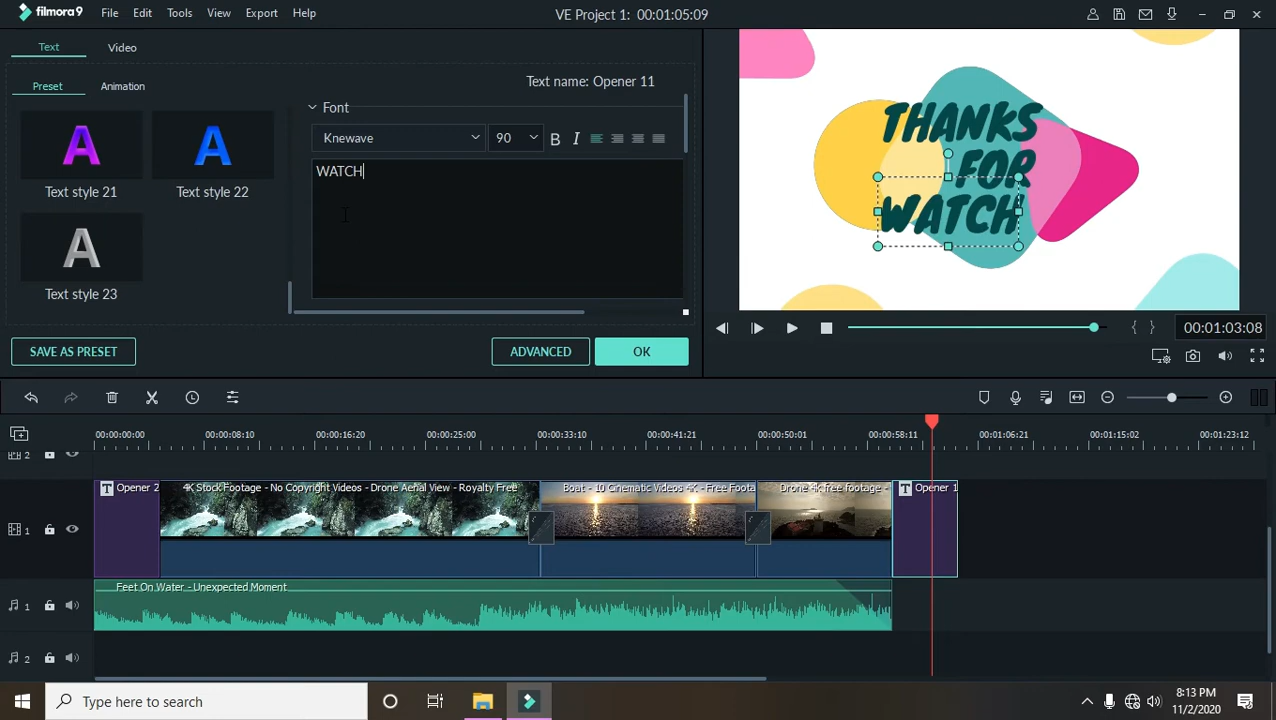 filmora9 File Edit Tools View Export Help VE Project 1: 00:01:05:09
Text Video
Text name: Opener 11
Preset Animation
Font
A A
Knewave 90 B I
WATCH
Text style 21 Text style 22
A
Text style 23
THANKS
FOR
WATCH
SAVE AS PRESET ADVANCED OK
{ } 00:01:03:08
00:00:00:00 00:00:08:10 00:00:16:20 00:00:25:00 00:00:33:10 00:00:41:21 00:00:50:01 00:00:58:11 00:01:06:21 00:01:15:02 00:01:23:12
2
T Opener 2 4K Stock Footage - No Copyright Videos - Drone Aerial View - Royalty Free Boat - 10 Cinematic Videos 4K - Free Foota Drone 4k free footage - T Opener 1
1
Feet On Water - Unexpected Moment
1
2
Type here to search
8:13 PM
11/2/2020